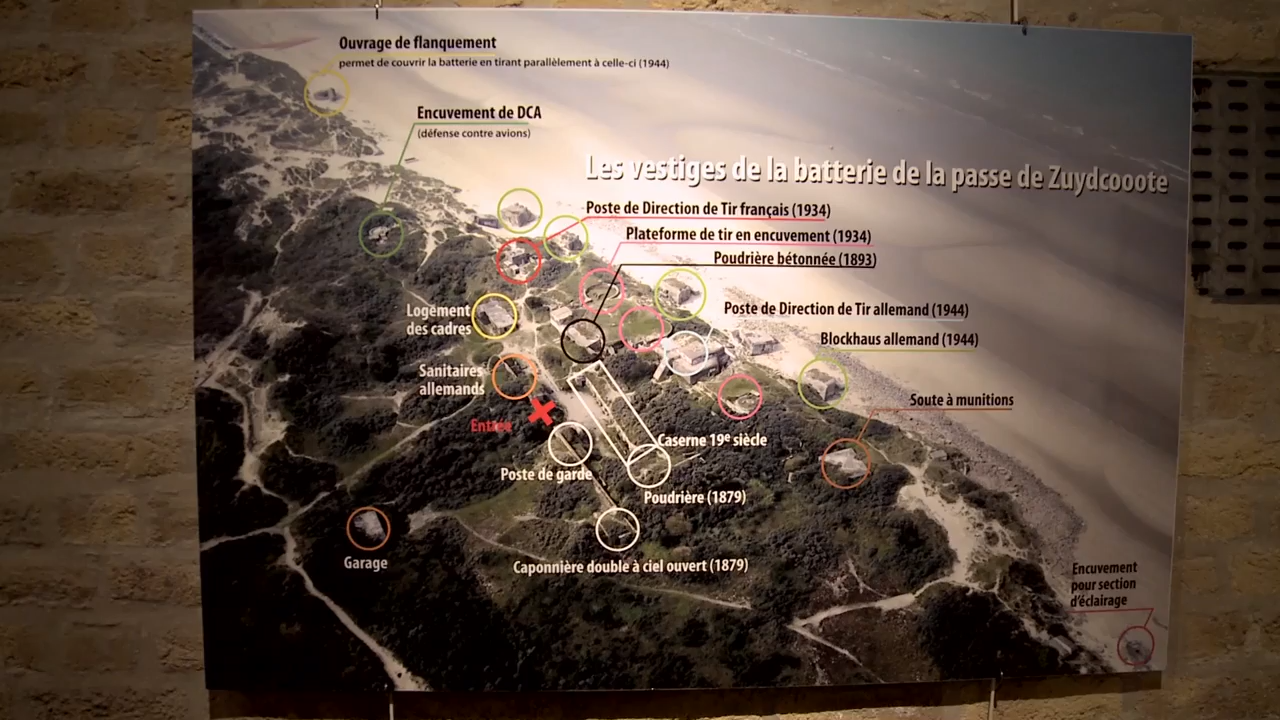 Ouvrage de flanquement
permet de couvrir la batterie en tirant parallèlement à celle-ci (1944)
Encuvement de DCA
(défense contre avions)
Les vestiges de la batterie de la passe de Zuydcooote
Poste de Direction de Tir français (1934)
Plateforme de tir en encuvement (1934)
Poudrière bétonnée (1893)
Logement
des cadres
Poste de Direction de Tir allemand (1944)
Blockhaus allemand (1944)
Sanitaires
allemands
Soute à munitions
Entrée
Caserne 19e siècle
Poste de garde
Poudrière (1879)
Garage
Caponnière double à ciel ouvert (1879)
Encuvement
pour section
d'éclairage